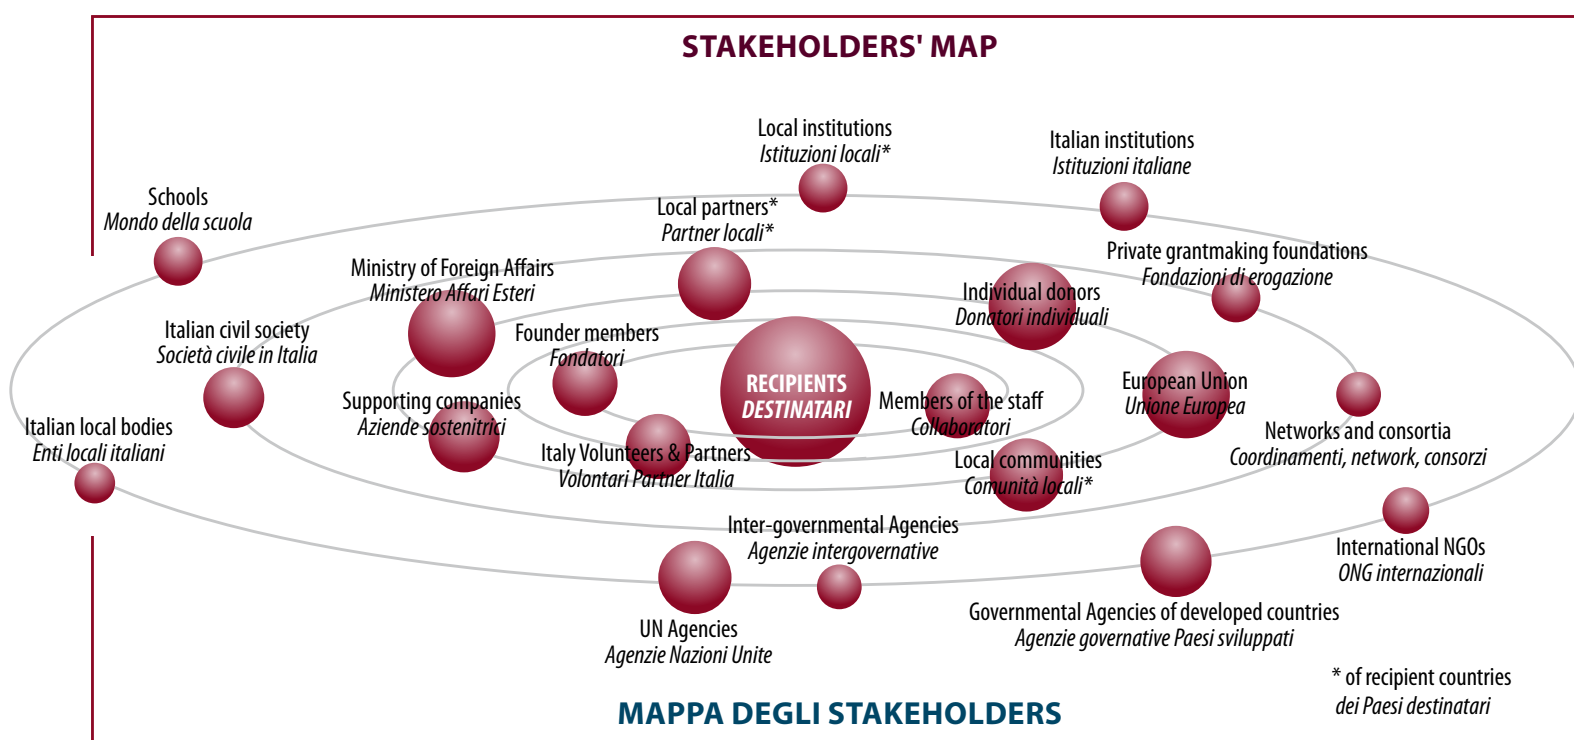 STAKEHOLDERS' MAP
Local institutions
Istituzioni locali*
Italian institutions
Istituzioni italiane
Schools
Mondo della scuola
Local partners*
Partner locali*
Private grantmaking foundations
Fondazioni di erogazione
Ministry of Foreign Affairs
Ministero Affari Esteri
Individual donors
Donatori individuali
Italian civil society
Società civile in Italia
Founder members
Fondatori
RECIPIENTS
DESTINATARI
European Union
Unione Europea
Supporting companies
Aziende sostenitrici
Members of the staff
Collaboratori
Italian local bodies
Enti locali italiani
Italy Volunteers & Partners
Volontari Partner Italia
Local communities
Comunità locali*
Networks and consortia
Coordinamenti, network, consorzi
Inter-governmental Agencies
Agenzie intergovernative
International NGOs
ONG internazionali
UN Agencies
Agenzie Nazioni Unite
Governmental Agencies of developed countries
Agenzie governative Paesi sviluppati
* of recipient countries
dei Paesi destinatari
MAPPA DEGLI STAKEHOLDERS